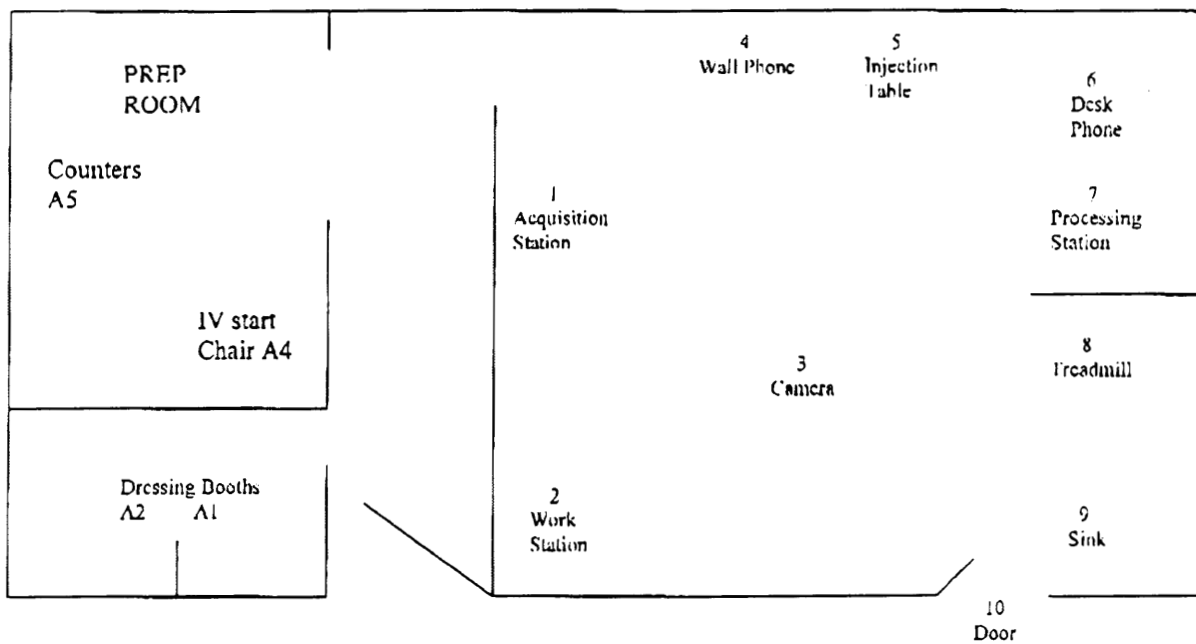 PREP
ROOM
Counters
A5
IV start
Chair A4
Dressing Booths
A2 A1
1
Acquisition
Station
2
Work
Station
3
Camera
4
Wall Phone
5
Injection
Table
6
Desk
Phone
7
Processing
Station
8
Treadmill
9
Sink
10
Door